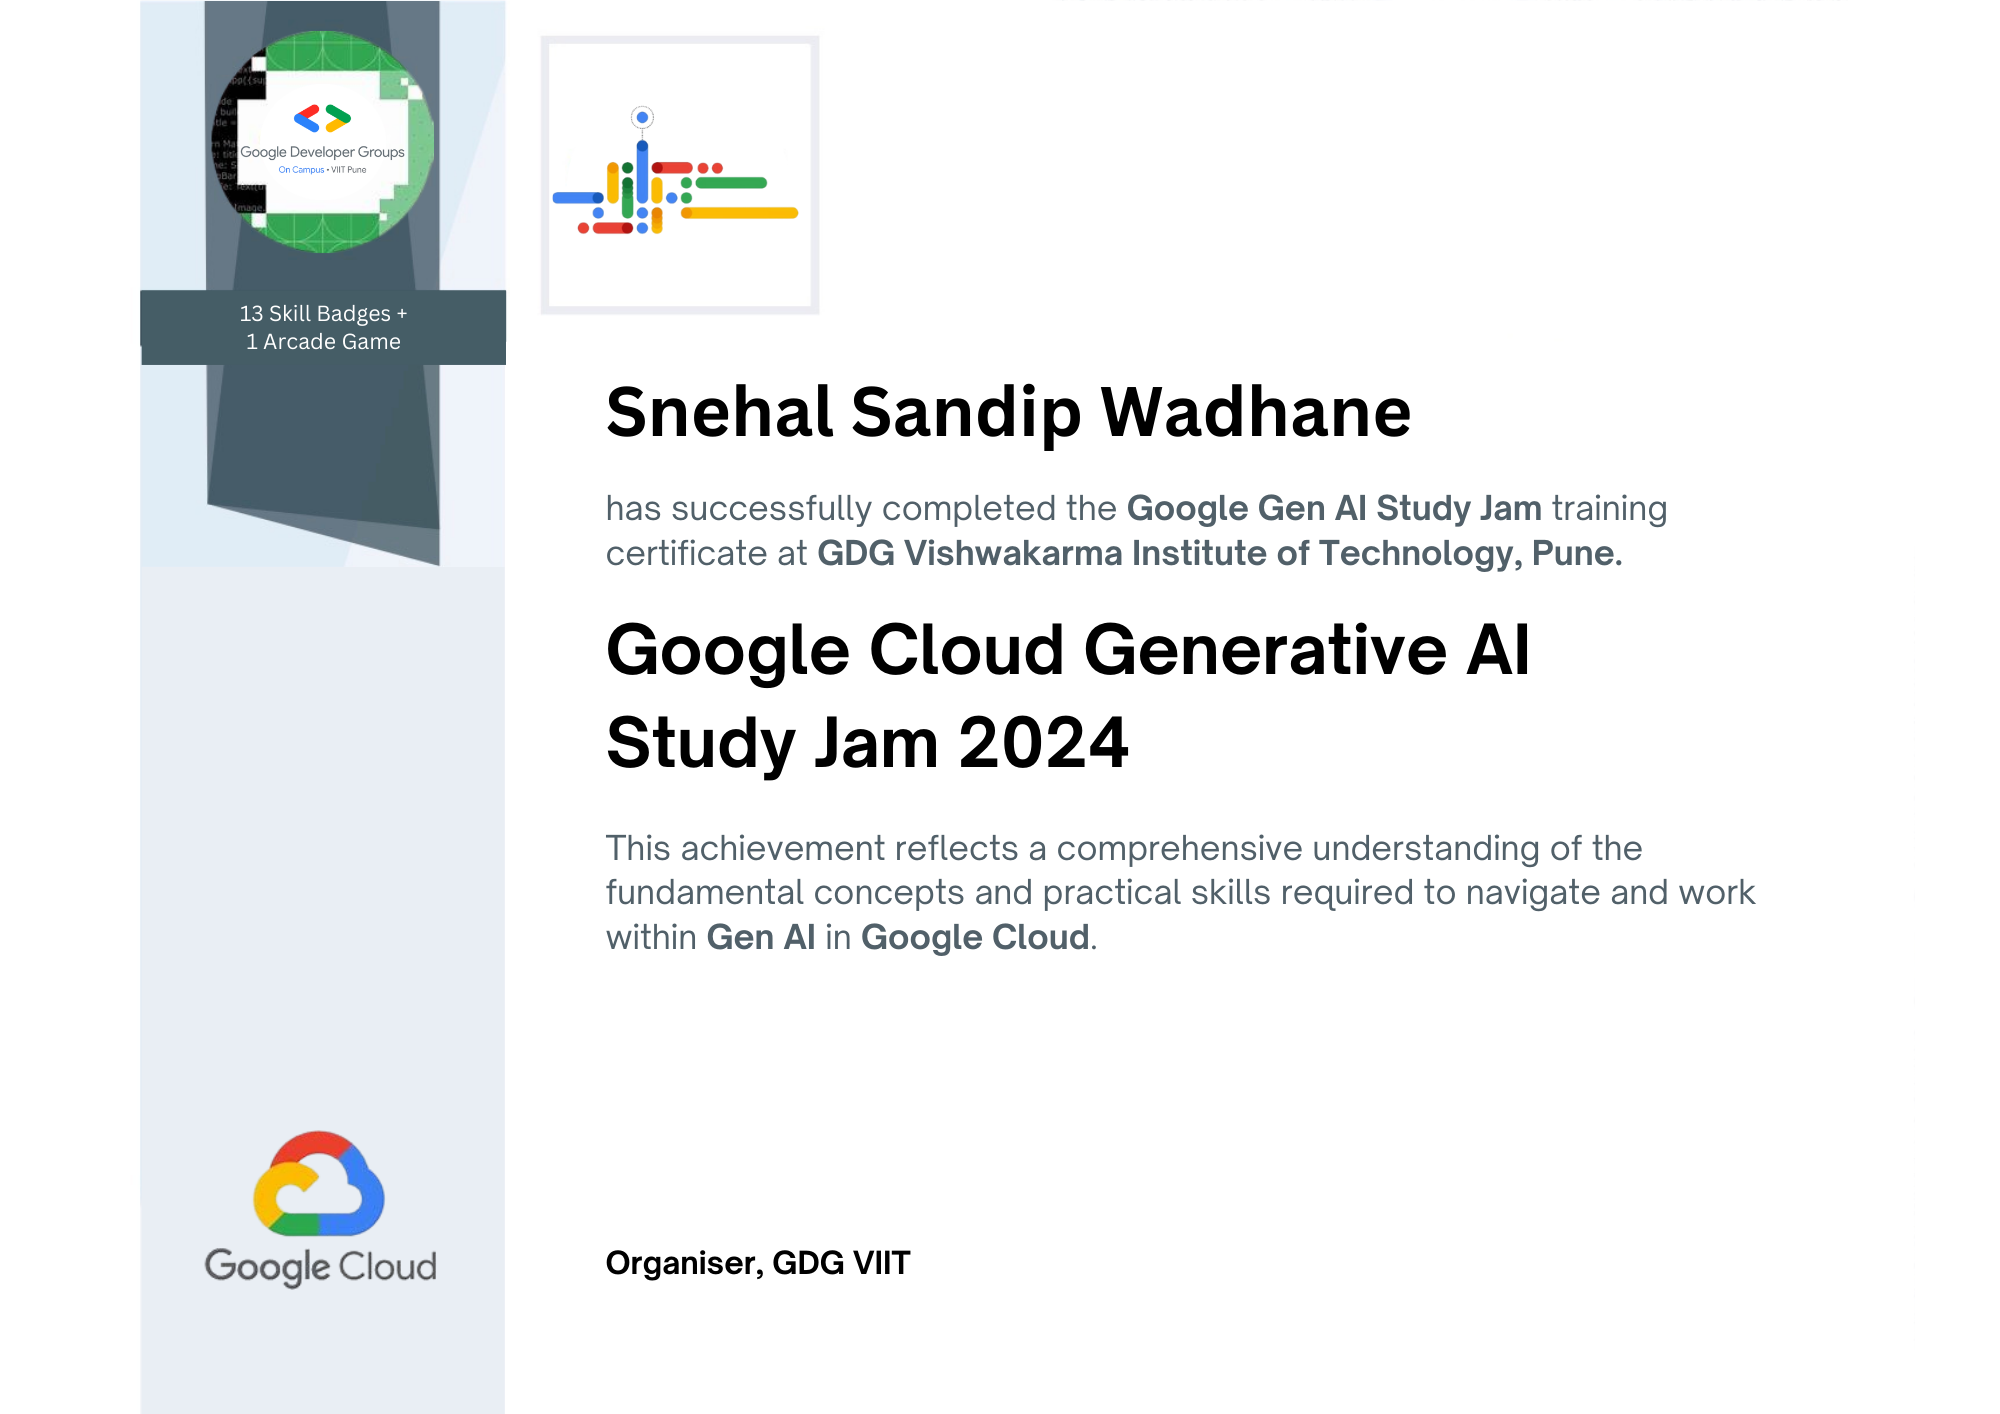 Google Developer Groups
On Campus • VIIT Pune
13 Skill Badges +
1 Arcade Game
Snehal Sandip Wadhane
has successfully completed the Google Gen AI Study Jam training
certificate at GDG Vishwakarma Institute of Technology, Pune.
Google Cloud Generative AI
Study Jam 2024
This achievement reflects a comprehensive understanding of the
fundamental concepts and practical skills required to navigate and work
within Gen AI in Google Cloud.
Google Cloud
Organiser, GDG VIIT